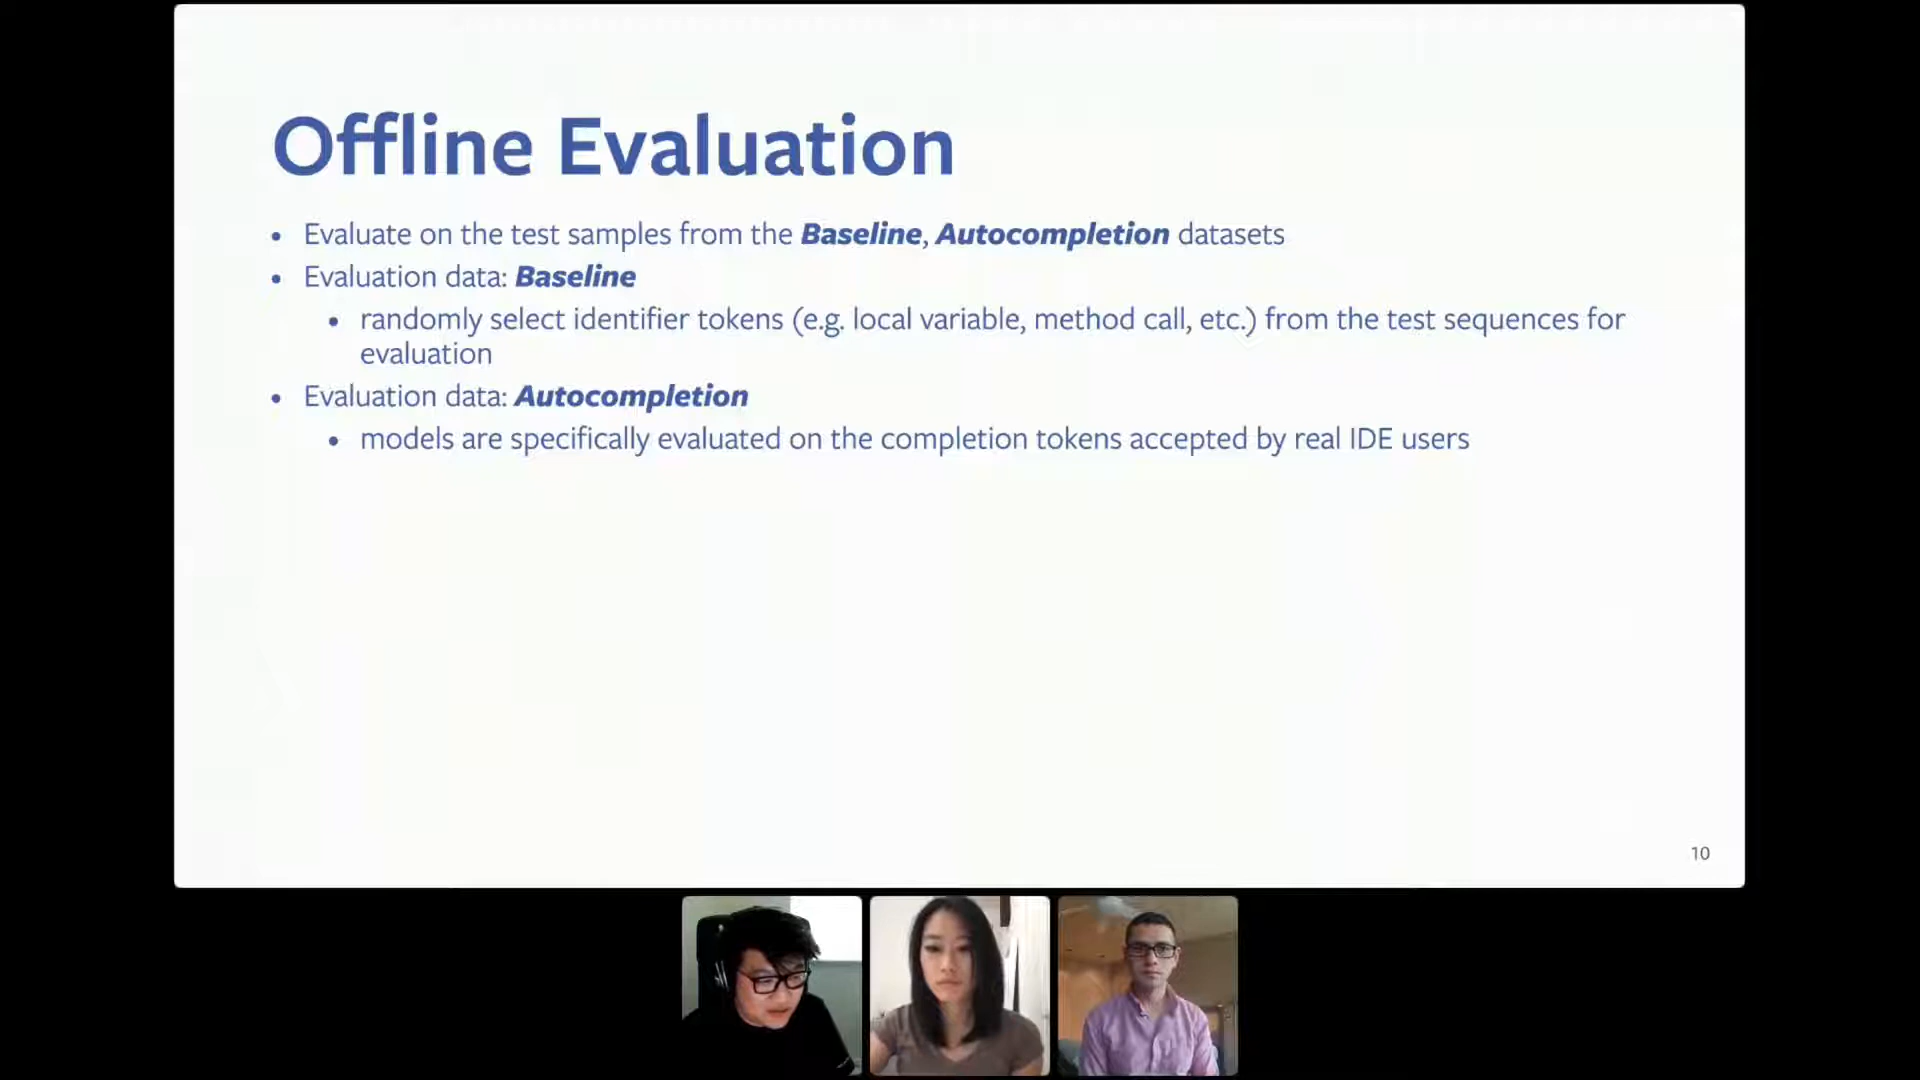 Offline Evaluation
• Evaluate on the test samples from the Baseline, Autocompletion datasets
• Evaluation data: Baseline
• randomly select identifier tokens (e.g. local variable, method call, etc.) from the test sequences for
evaluation
• Evaluation data: Autocompletion
• models are specifically evaluated on the completion tokens accepted by real IDE users
10